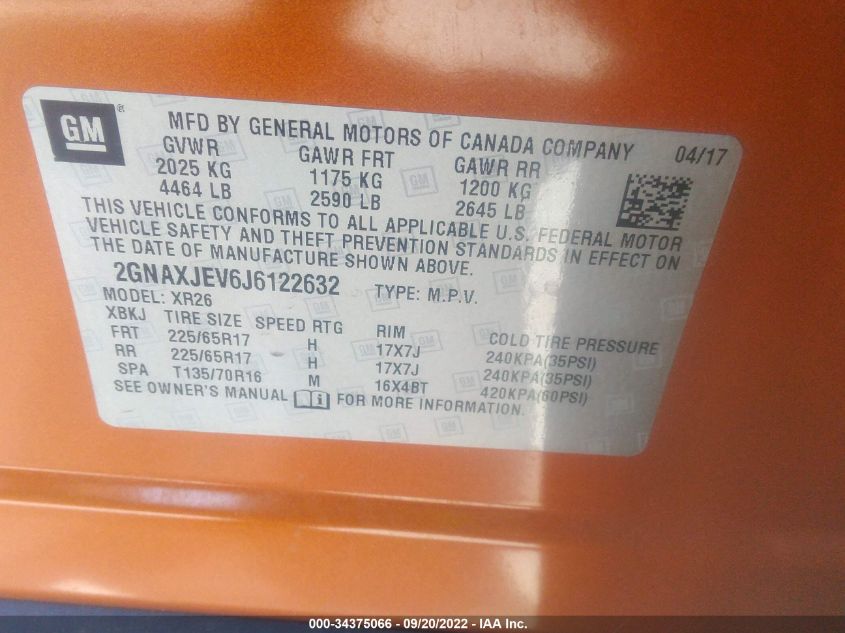 GM ® MFD BY GENERAL MOTORS OF CANADA COMPANY 04/17
GVWR GAWR FRT GAWR RR
2025 KG 1175 KG 1200 KG
4464 LB 2590 LB 2645 LB
THIS VEHICLE CONFORMS TO ALL APPLICABLE U.S. FEDERAL MOTOR
VEHICLE SAFETY AND THEFT PREVENTION STANDARDS IN EFFECT ON
THE DATE OF MANUFACTURE SHOWN ABOVE.
2GNAXJEV6J6122632 TYPE: M.P.V.
MODEL: XR26
XBKJ TIRE SIZE SPEED RTG RIM COLD TIRE PRESSURE
FRT 225/65R17 H 17X7J 240KPA(35PSI)
RR 225/65R17 H 17X7J 240KPA(35PSI)
SPA T135/70R16 M 16X4BT 420KPA(60PSI)
SEE OWNER'S MANUAL i FOR MORE INFORMATION.
000-34375066 - 09/20/2022 - IAA Inc.